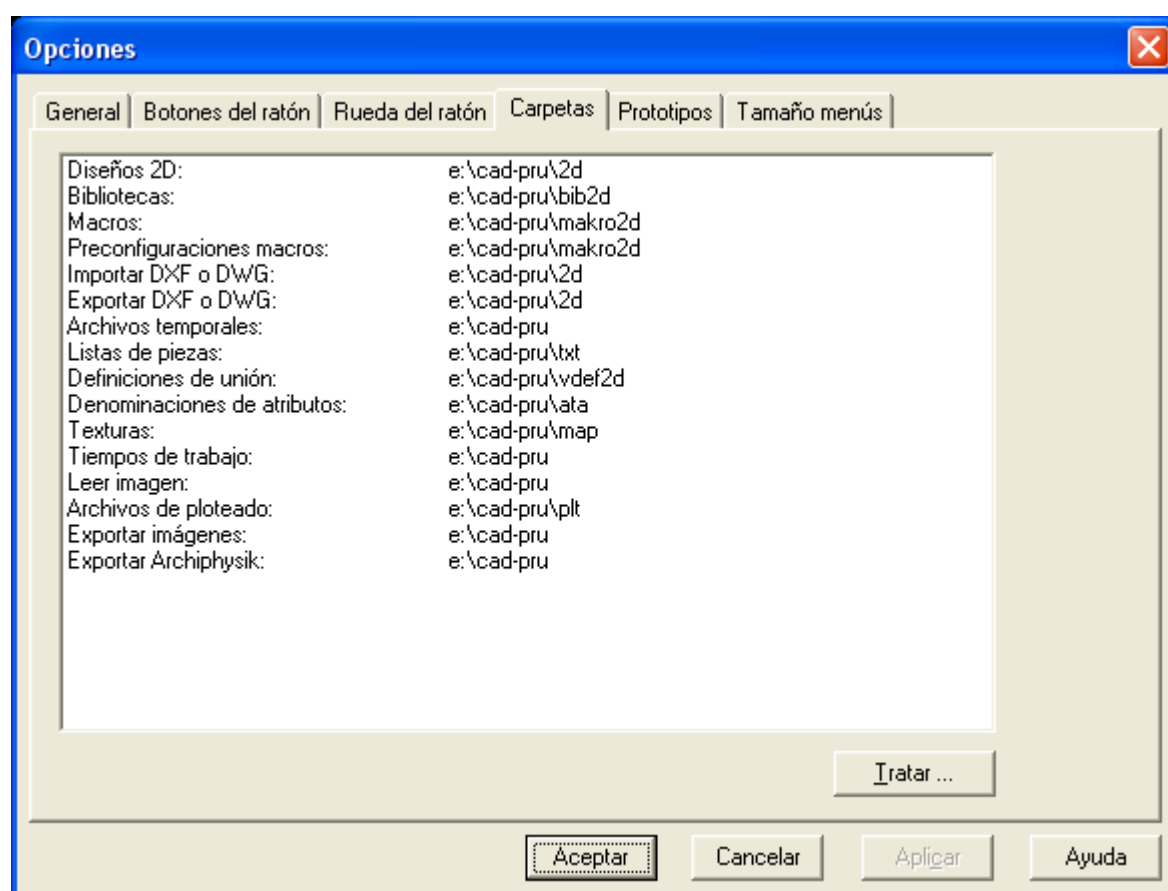 Opciones
General Botones del ratón Rueda del ratón Carpetas Prototipos Tamaño menús
Diseños 2D: e:\cad-pru\2d
Bibliotecas: e:\cad-pru\bib2d
Macros: e:\cad-pru\makro2d
Preconfiguraciones macros: e:\cad-pru\makro2d
Importar DXF o DWG: e:\cad-pru\2d
Exportar DXF o DWG: e:\cad-pru\2d
Archivos temporales: e:\cad-pru
Listas de piezas: e:\cad-pru\txt
Definiciones de unión: e:\cad-pru\vdef2d
Denominaciones de atributos: e:\cad-pru\ata
Texturas: e:\cad-pru\map
Tiempos de trabajo: e:\cad-pru
Leer imagen: e:\cad-pru
Archivos de ploteado: e:\cad-pru\plt
Exportar imágenes: e:\cad-pru
Exportar Archiphysik: e:\cad-pru
Tratar ...
Aceptar Cancelar Aplicar Ayuda